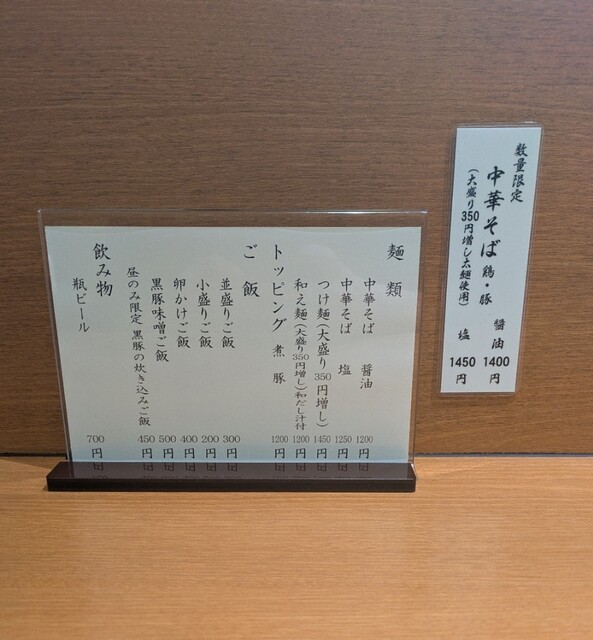 数量限定
中華そば 鶏・豚 醤油 1400円
(大盛り350円増し太麺使用) 塩 1450円
麺類
中華そば 醤油 1200円
中華そば 塩 1250円
つけ麺(大盛り350円増し) 1450円
和え麺(大盛り350円増し)和だし汁付 1200円
トッピング 煮豚 1200円
ご飯
並盛りご飯 300円
小盛りご飯 200円
卵かけご飯 400円
黒豚味噌ご飯 500円
昼のみ限定 黒豚の炊き込みご飯 450円
飲み物
瓶ビール 700円